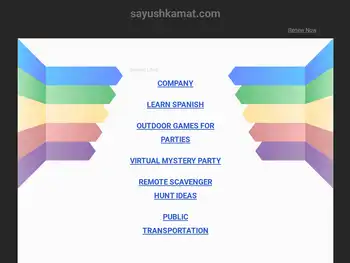 sayushkamat.com
Renew Now
Related Links
COMPANY
LEARN SPANISH
OUTDOOR GAMES FOR
PARTIES
VIRTUAL MYSTERY PARTY
REMOTE SCAVENGER
HUNT IDEAS
PUBLIC
TRANSPORTATION